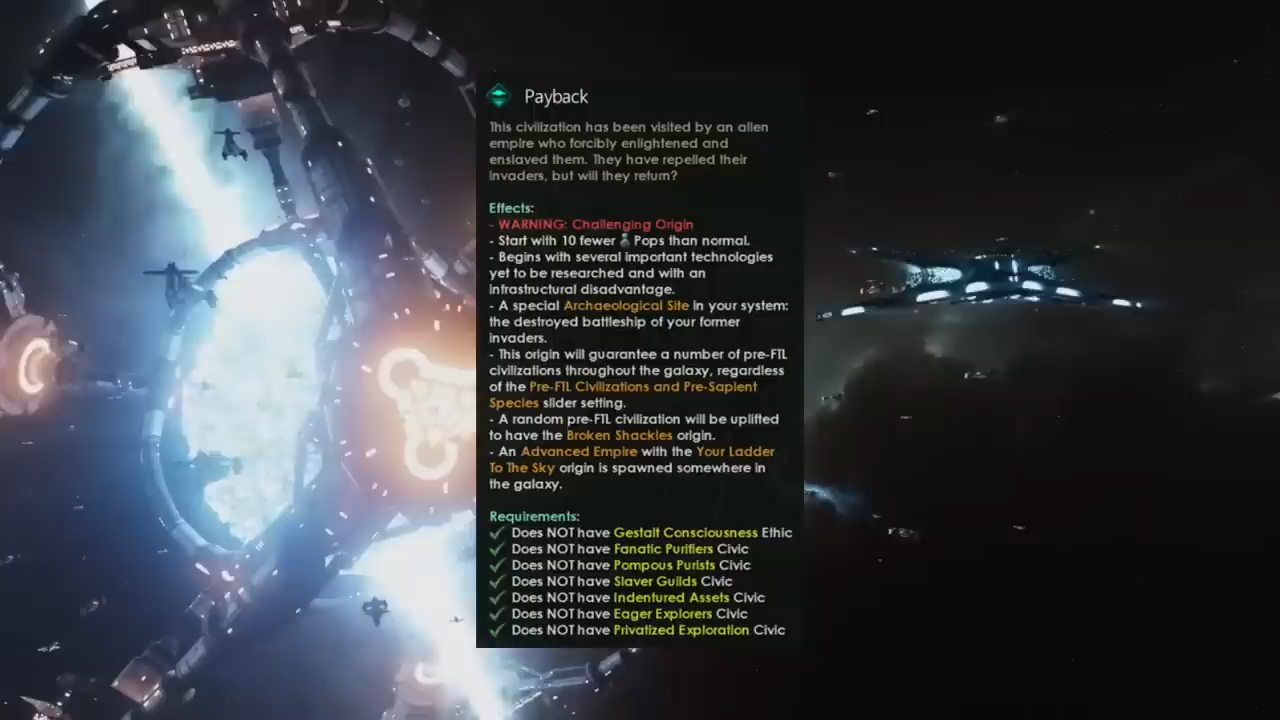 Payback
This civilization has been visited by an alien
empire who forcibly enlightened and
enslaved them. They have repelled their
invaders, but will they return?
Effects:
- WARNING: Challenging Origin
- Start with 10 fewer Pops than normal.
- Begins with several important technologies
yet to be researched and with an
infrastructural disadvantage.
- A special Archaeological Site in your system:
the destroyed battleship of your former
invaders.
- This origin will guarantee a number of pre-FTL
civilizations throughout the galaxy, regardless
of the Pre-FTL Civilizations and Pre-Sapient
Species slider setting.
- A random pre-FTL civilization will be uplifted
to have the Broken Shackles origin.
- An Advanced Empire with the Your Ladder
To The Sky origin is spawned somewhere in
the galaxy.
Requirements:
Does NOT have Gestalt Consciousness Ethic
Does NOT have Fanatic Purifiers Civic
Does NOT have Pompous Purists Civic
Does NOT have Slaver Guilds Civic
Does NOT have Indentured Assets Civic
Does NOT have Eager Explorers Civic
Does NOT have Privatized Exploration Civic